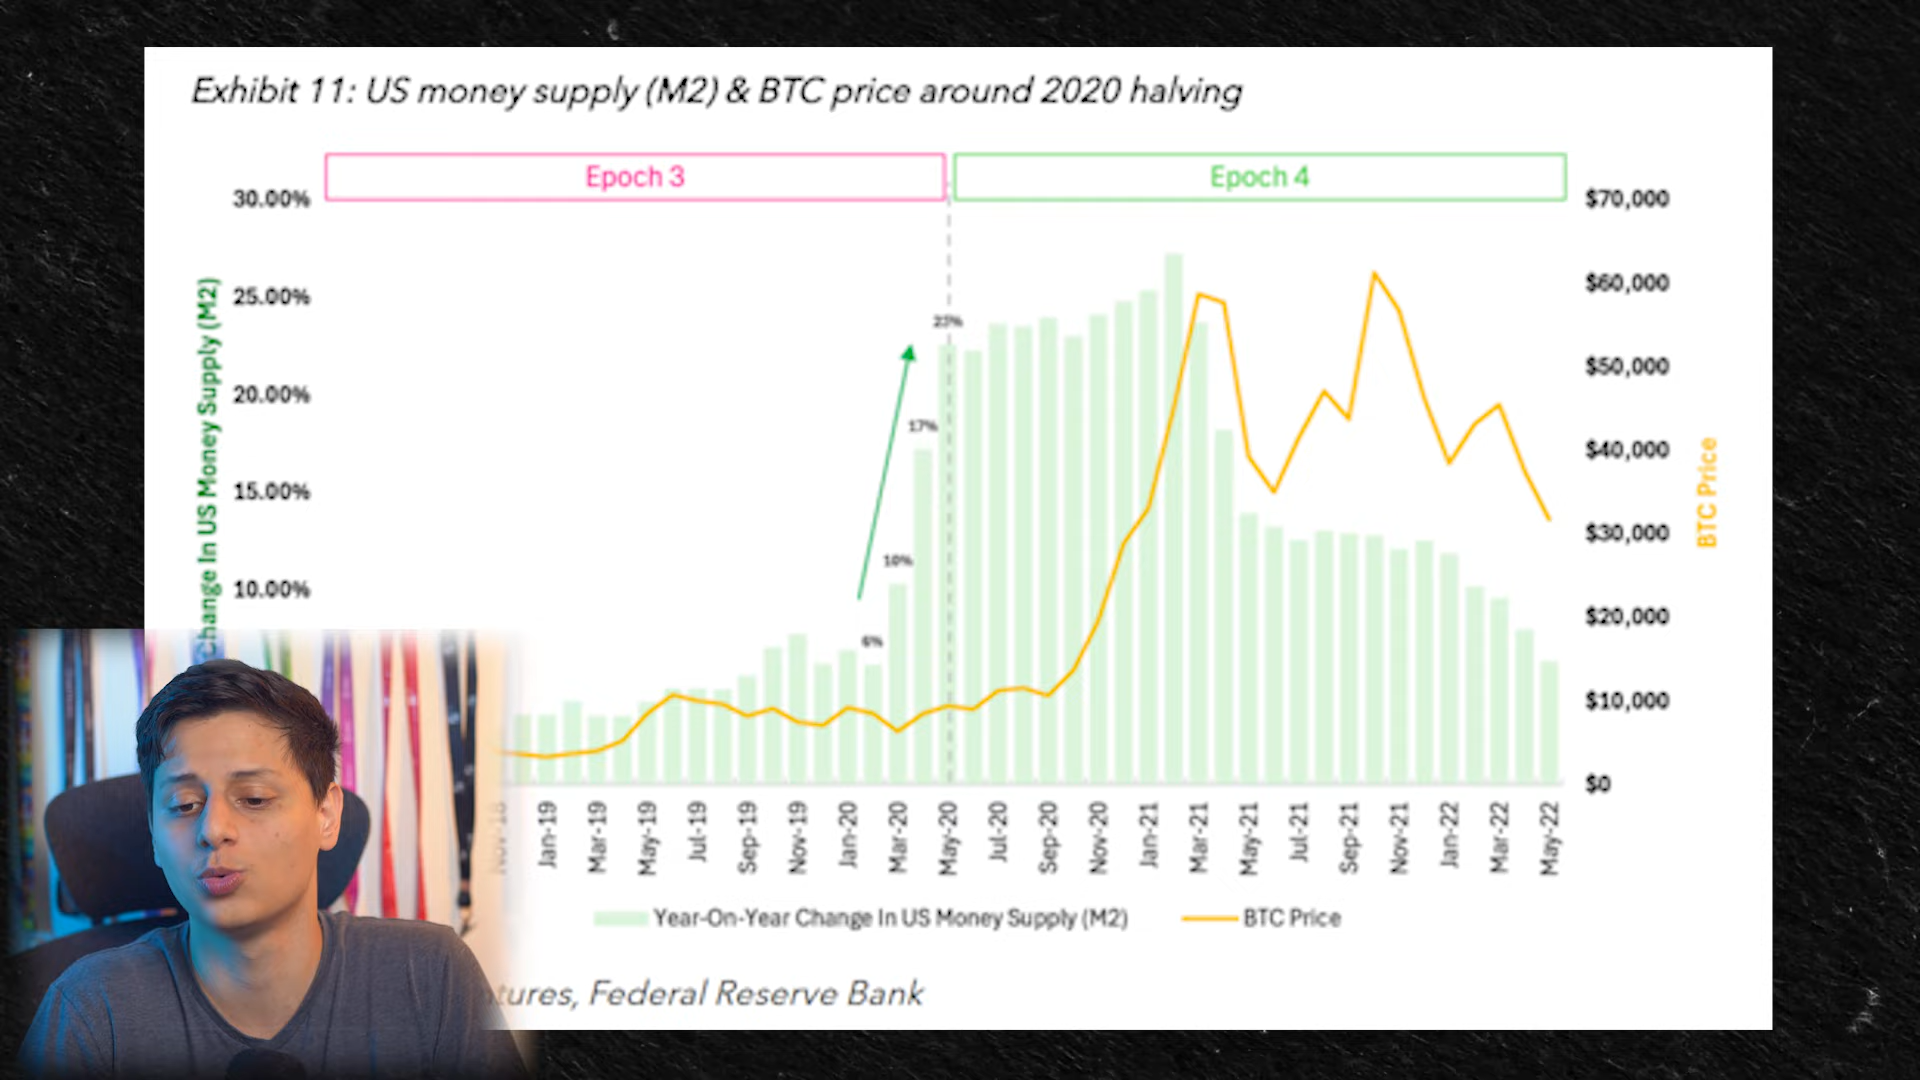 Exhibit 11: US money supply (M2) & BTC price around 2020 halving
Epoch 3
Epoch 4
30.00%
25.00%
20.00%
15.00%
10.00%
Change In US Money Supply (M2)
6%
10%
17%
23%
$70,000
$60,000
$50,000
$40,000
$30,000
$20,000
$10,000
$0
BTC Price
Nov-18
Jan-19
Mar-19
May-19
Jul-19
Sep-19
Nov-19
Jan-20
Mar-20
May-20
Jul-20
Sep-20
Nov-20
Jan-21
Mar-21
May-21
Jul-21
Sep-21
Nov-21
Jan-22
Mar-22
May-22
Year-On-Year Change In US Money Supply (M2)
BTC Price
Federal Reserve Bank